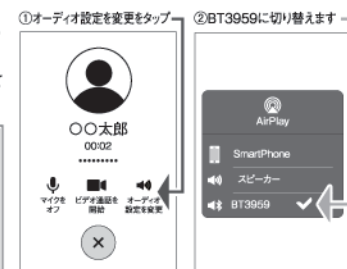 ①オーディオ設定を変更をタップ
②BT3959に切り替えます
〇〇太郎
00:02
マイクを
オフ
ビデオ通話を
開始
オーディオ
設定を変更
AirPlay
SmartPhone
スピーカー
BT3959